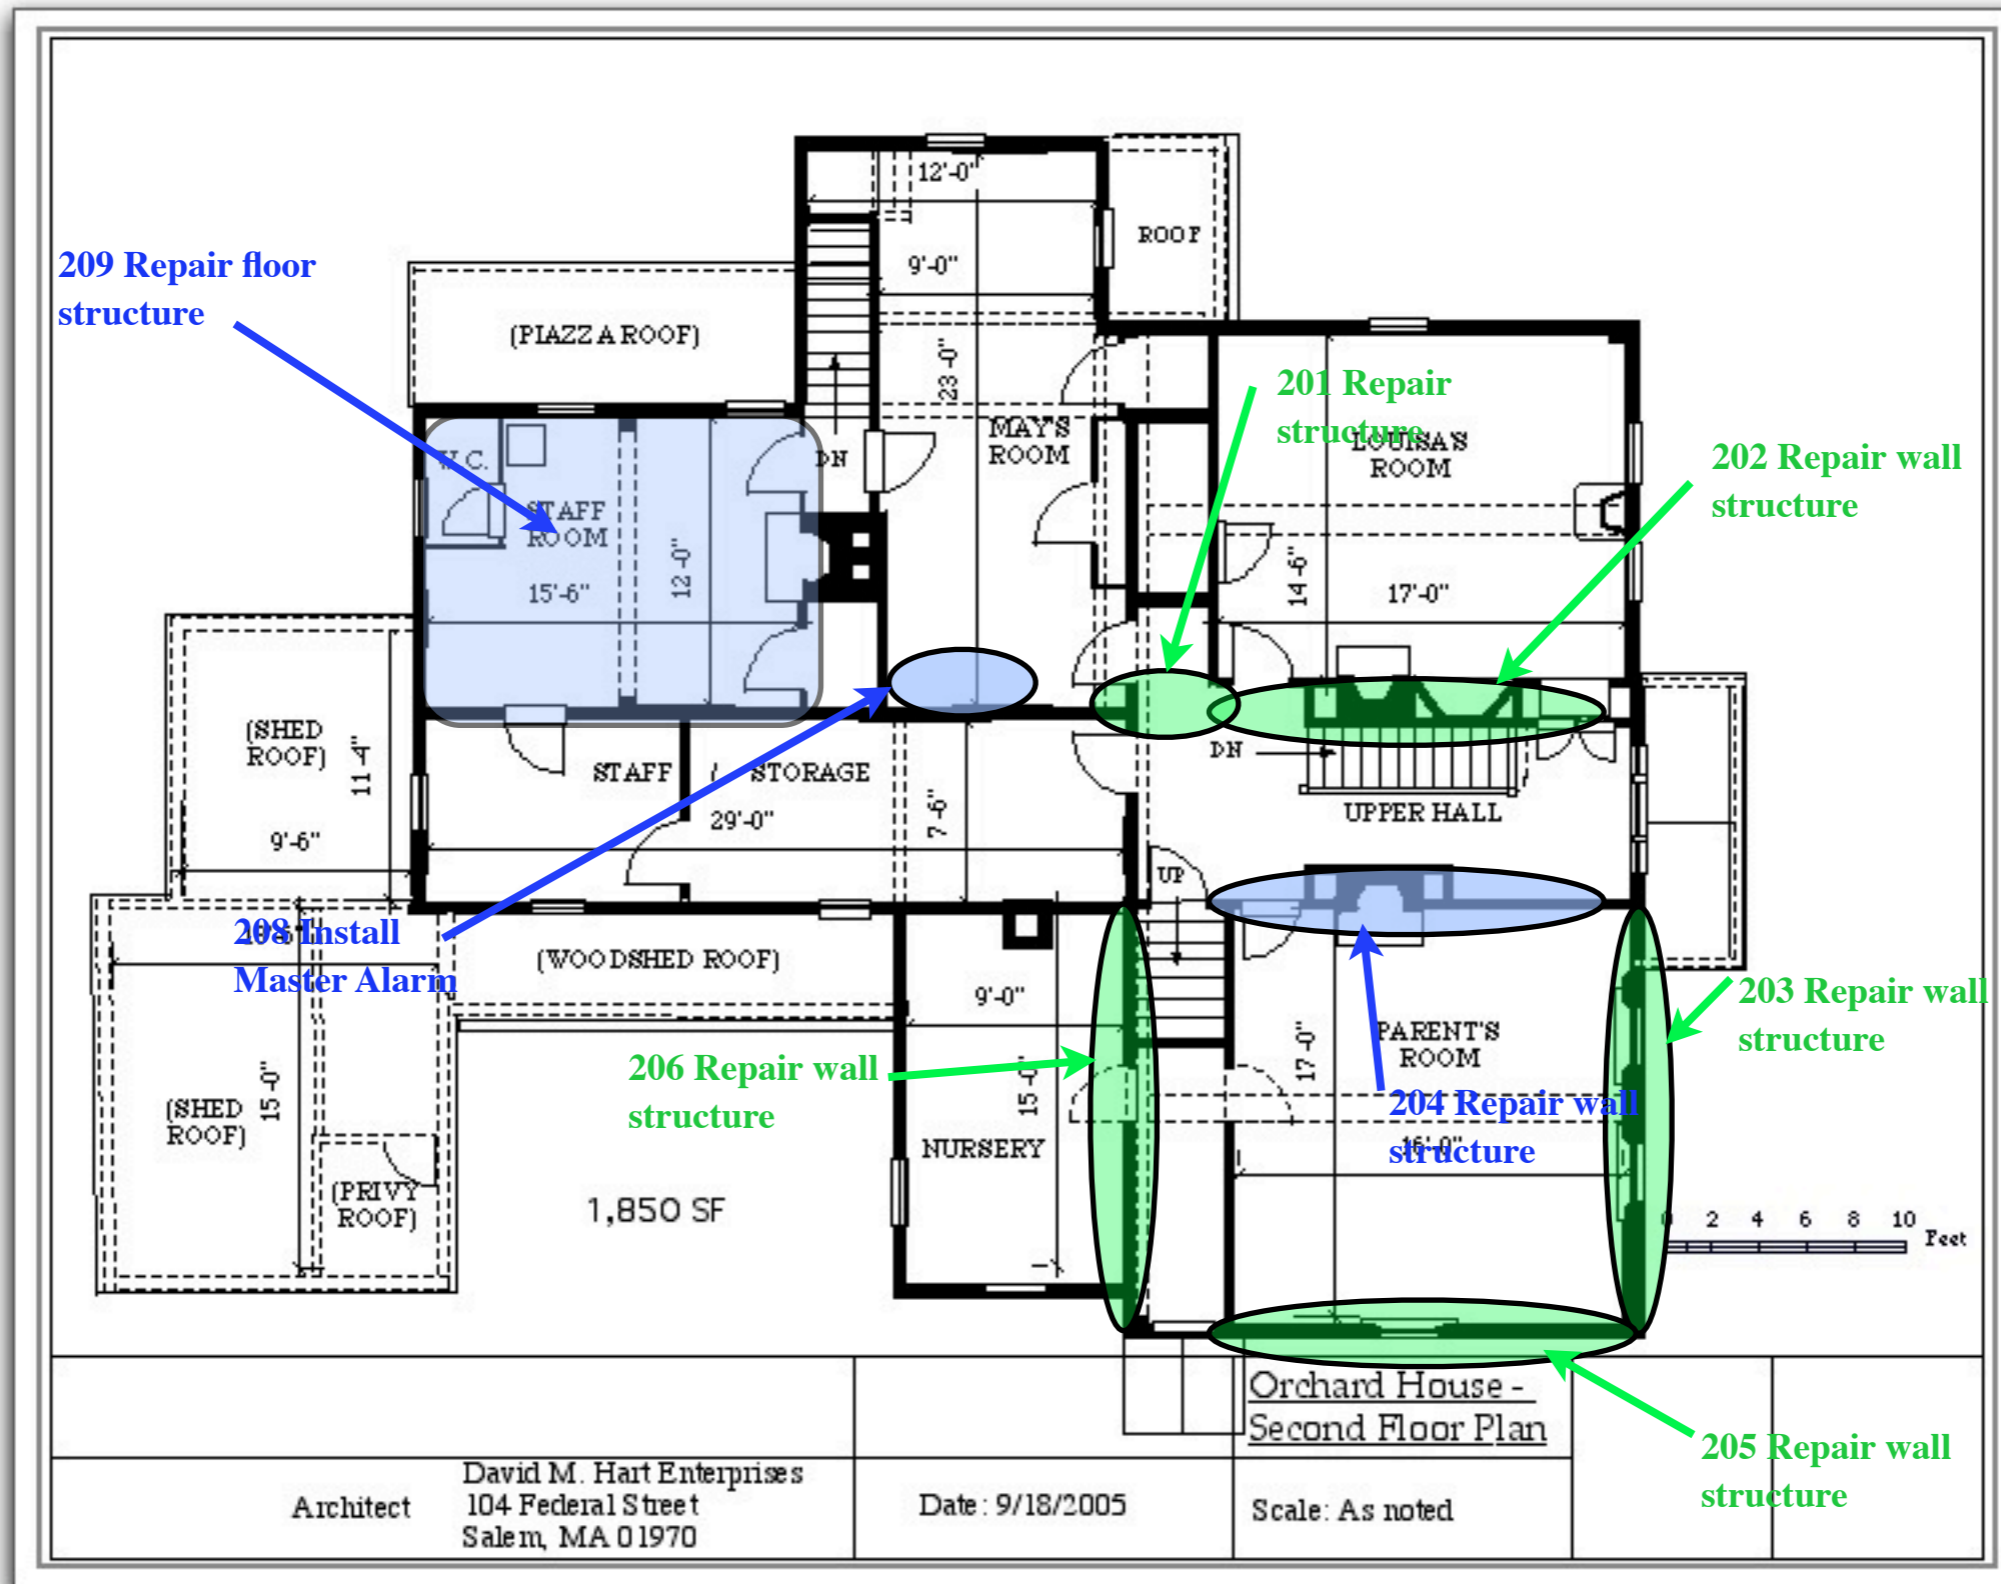 12'-0"
ROOF
209 Repair floor
structure
9'-0"
(PIAZZA ROOF)
23'-0"
201 Repair
structure
MAY'S
ROOM
LOUISA'S
ROOM
202 Repair wall
structure
W.C.
DN
STAFF
ROOM
15'-6"
12'-0"
14'-6"
17'-0"
(SHED
ROOF)
11'-4"
9'-6"
STAFF / STORAGE
29'-0"
7'-6"
DN
UPPER HALL
UP
208 Install
Master Alarm
(WOODSHED ROOF)
9'-0"
203 Repair wall
structure
206 Repair wall
structure
15'-0"
NURSERY
17'-0"
PARENT'S
ROOM
204 Repair wall
structure
16'-0"
(SHED
ROOF)
15'-0"
(PRIVY
ROOF)
1,850 SF
0 2 4 6 8 10
Feet
Orchard House -
Second Floor Plan
205 Repair wall
structure
Architect
David M. Hart Enterprises
104 Federal Street
Salem, MA 01970
Date: 9/18/2005
Scale: As noted